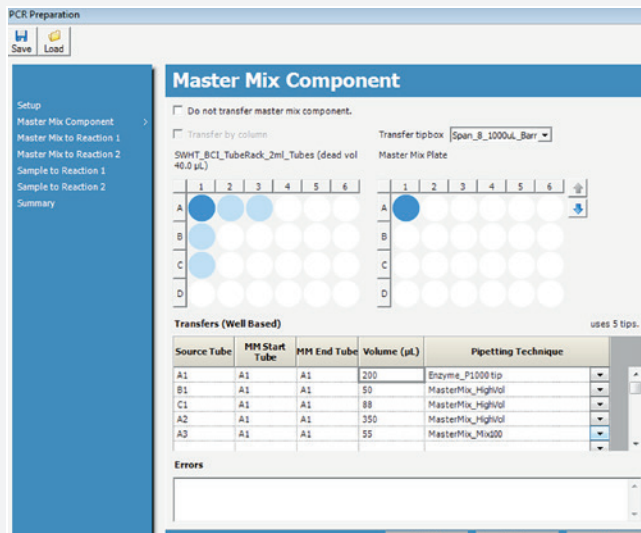 PCR Preparation
Save Load
Setup
Master Mix Component >
Master Mix to Reaction 1
Master Mix to Reaction 2
Sample to Reaction 1
Sample to Reaction 2
Summary
Master Mix Component
Do not transfer master mix component.
Transfer by column
Transfer tipbox Span_8_1000uL_Barr
SWHT_BCI_TubeRack_2ml_Tubes (dead vol
40.0 µL)
Master Mix Plate
1 2 3 4 5 6
A
B
C
D
1 2 3 4 5 6
A
B
C
D
Transfers (Well Based) uses 5 tips.
Source Tube MM Start Tube MM End Tube Volume (µL) Pipetting Technique
A1 A1 A1 200 Enzyme_P1000tip
B1 A1 A1 50 MasterMix_HighVol
C1 A1 A1 88 MasterMix_HighVol
A2 A1 A1 350 MasterMix_HighVol
A3 A1 A1 55 MasterMix_Mix100
Errors